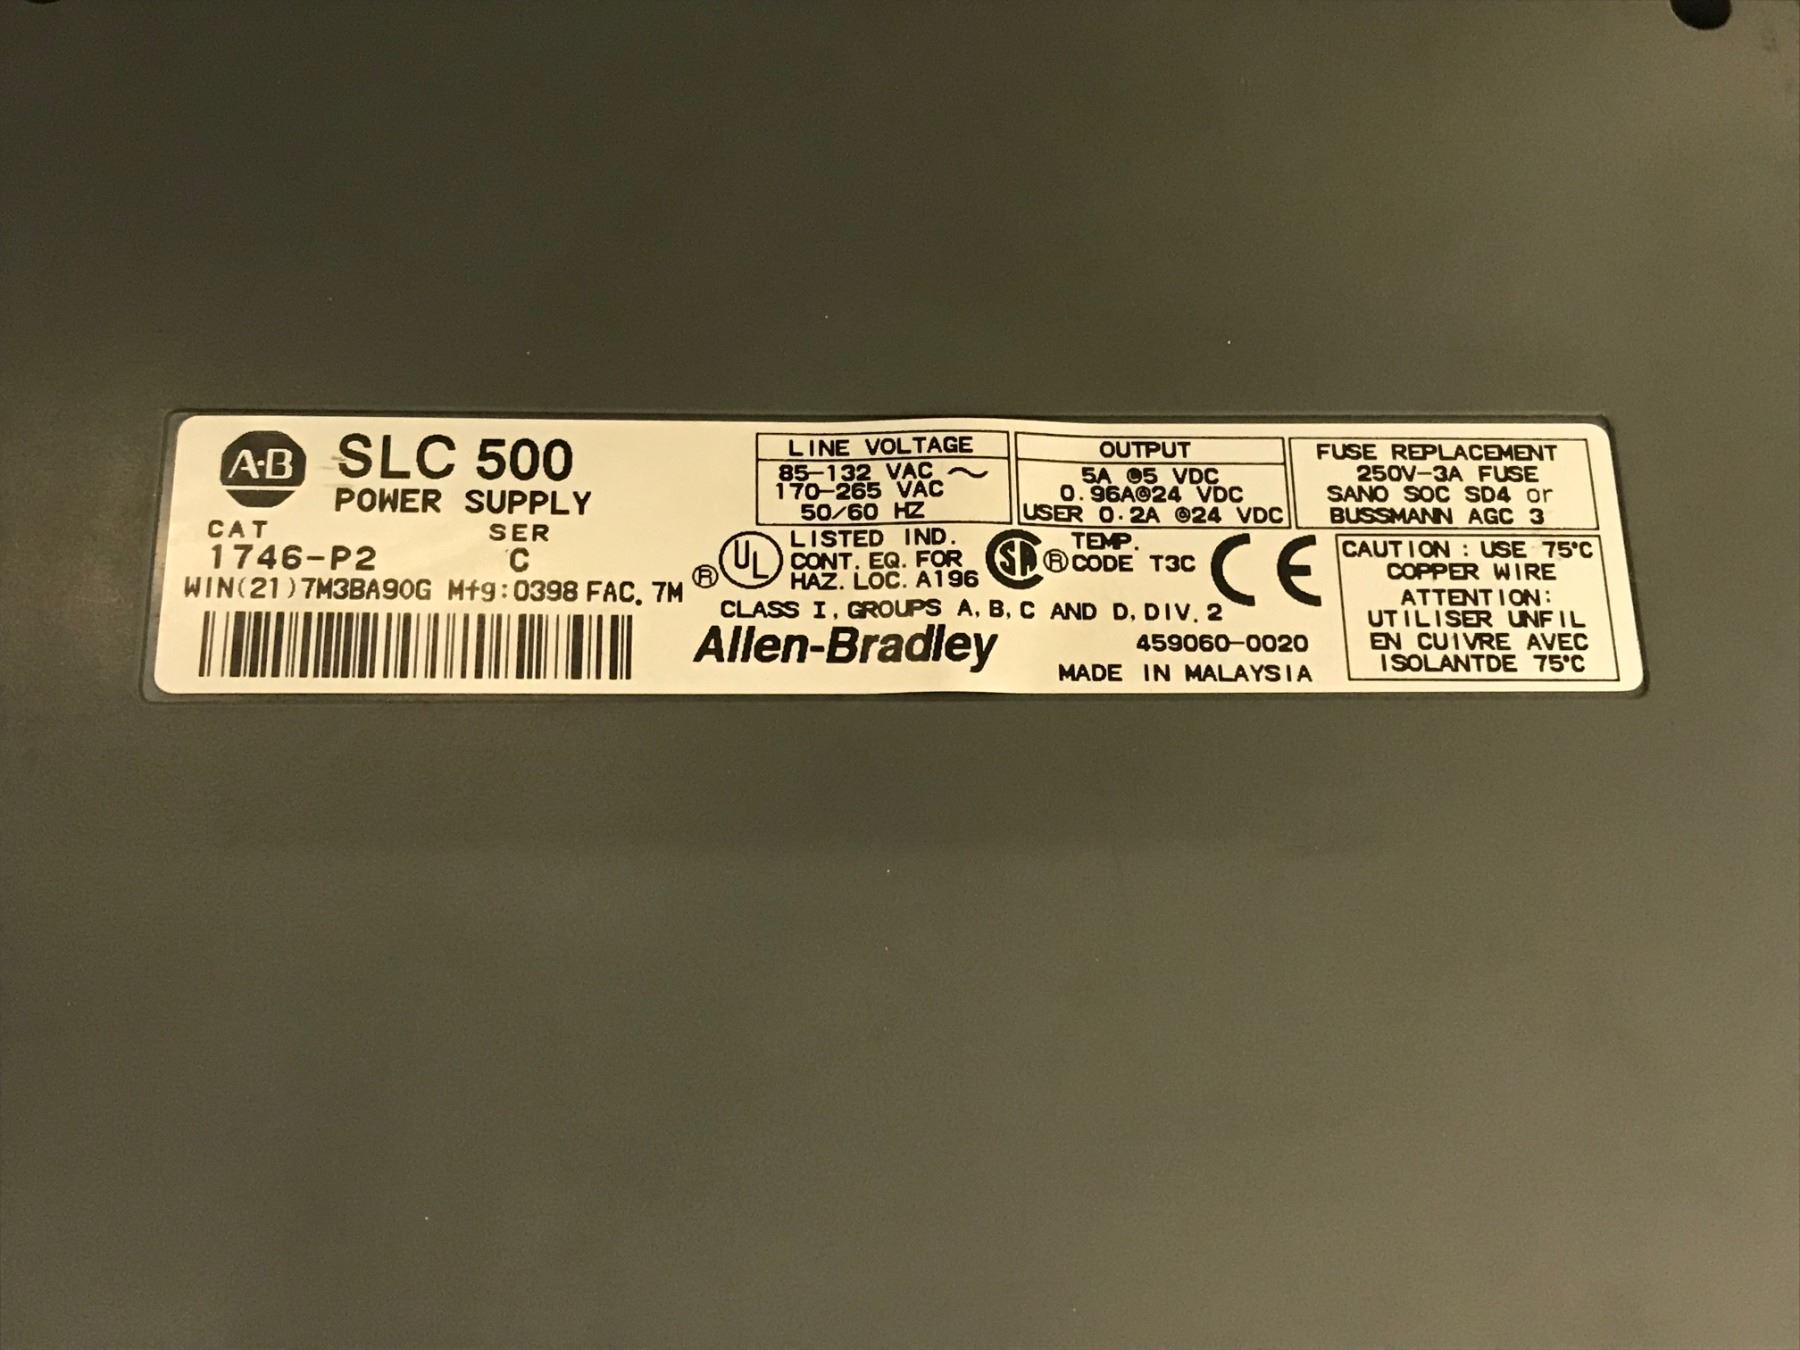 A·B SLC 500
POWER SUPPLY
CAT SER
1746-P2 C
WIN(21)7M3BA90G Mfg:0398 FAC. 7M
LINE VOLTAGE
85-132 VAC ~
170-265 VAC
50/60 HZ
OUTPUT
5A @5 VDC
0.96A@24 VDC
USER 0.2A @24 VDC
FUSE REPLACEMENT
250V-3A FUSE
SANO SOC SD4 or
BUSSMANN AGC 3
UL ®
LISTED IND.
CONT. EQ. FOR
HAZ. LOC. A196
SA ®
TEMP.
CODE T3C
CE
CLASS I, GROUPS A, B, C AND D, DIV. 2
Allen-Bradley
459060-0020
MADE IN MALAYSIA
CAUTION : USE 75°C
COPPER WIRE
ATTENTION:
UTILISER UNFIL
EN CUIVRE AVEC
ISOLANTDE 75°C